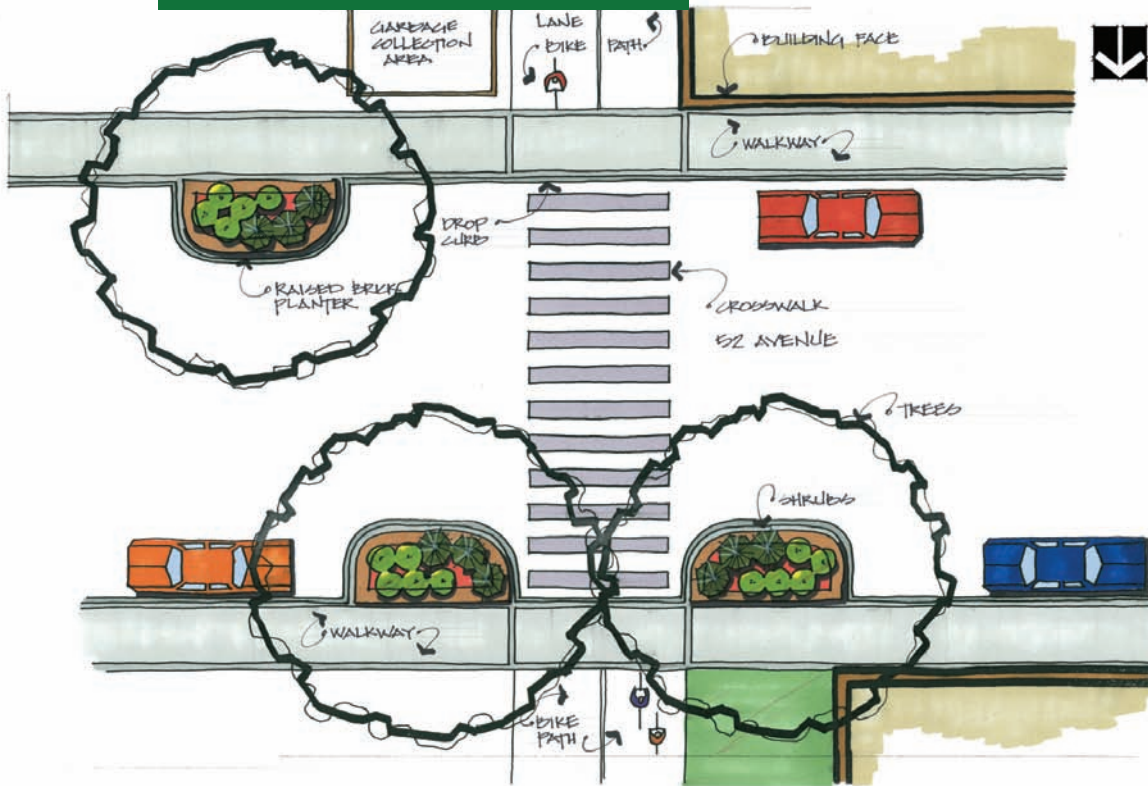 GARBAGE
COLLECTION
AREA
LANE
BIKE PATH
BUILDING FACE
WALKWAY
DROP
CURB
RAISED BRICK
PLANTER
CROSSWALK
52 AVENUE
TREES
SHRUBS
WALKWAY
BIKE
PATH